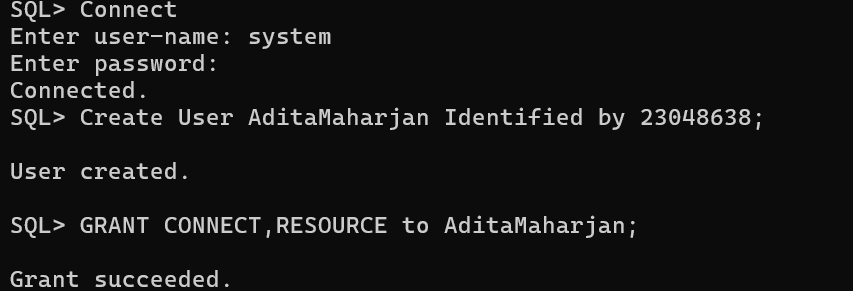 SQL> Connect
Enter user-name: system
Enter password:
Connected.
SQL> Create User AditaMaharjan Identified by 23048638;
User created.
SQL> GRANT CONNECT,RESOURCE to AditaMaharjan;
Grant succeeded.